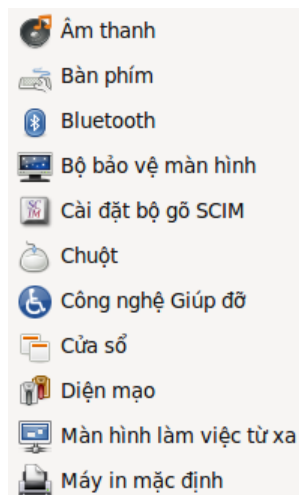 Âm thanh
Bàn phím
Bluetooth
Bộ bảo vệ màn hình
SCIM
Cài đặt bộ gõ SCIM
Chuột
Công nghệ Giúp đỡ
Cửa sổ
Diện mạo
Màn hình làm việc từ xa
Máy in mặc định